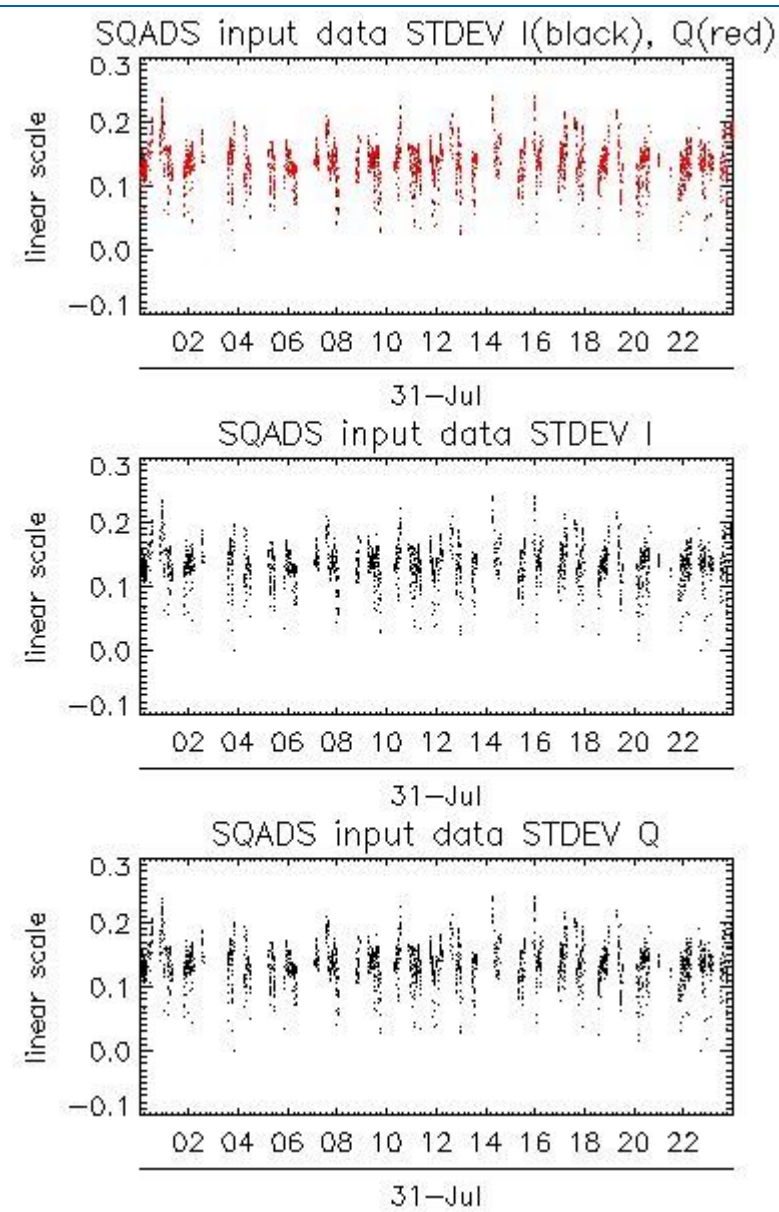 SQADS input data STDEV I(black), Q(red)
0.3
0.2
0.1
0.0
−0.1
linear scale
02 04 06 08 10 12 14 16 18 20 22
31−Jul
SQADS input data STDEV I
0.3
0.2
0.1
0.0
−0.1
linear scale
02 04 06 08 10 12 14 16 18 20 22
31−Jul
SQADS input data STDEV Q
0.3
0.2
0.1
0.0
−0.1
linear scale
02 04 06 08 10 12 14 16 18 20 22
31−Jul